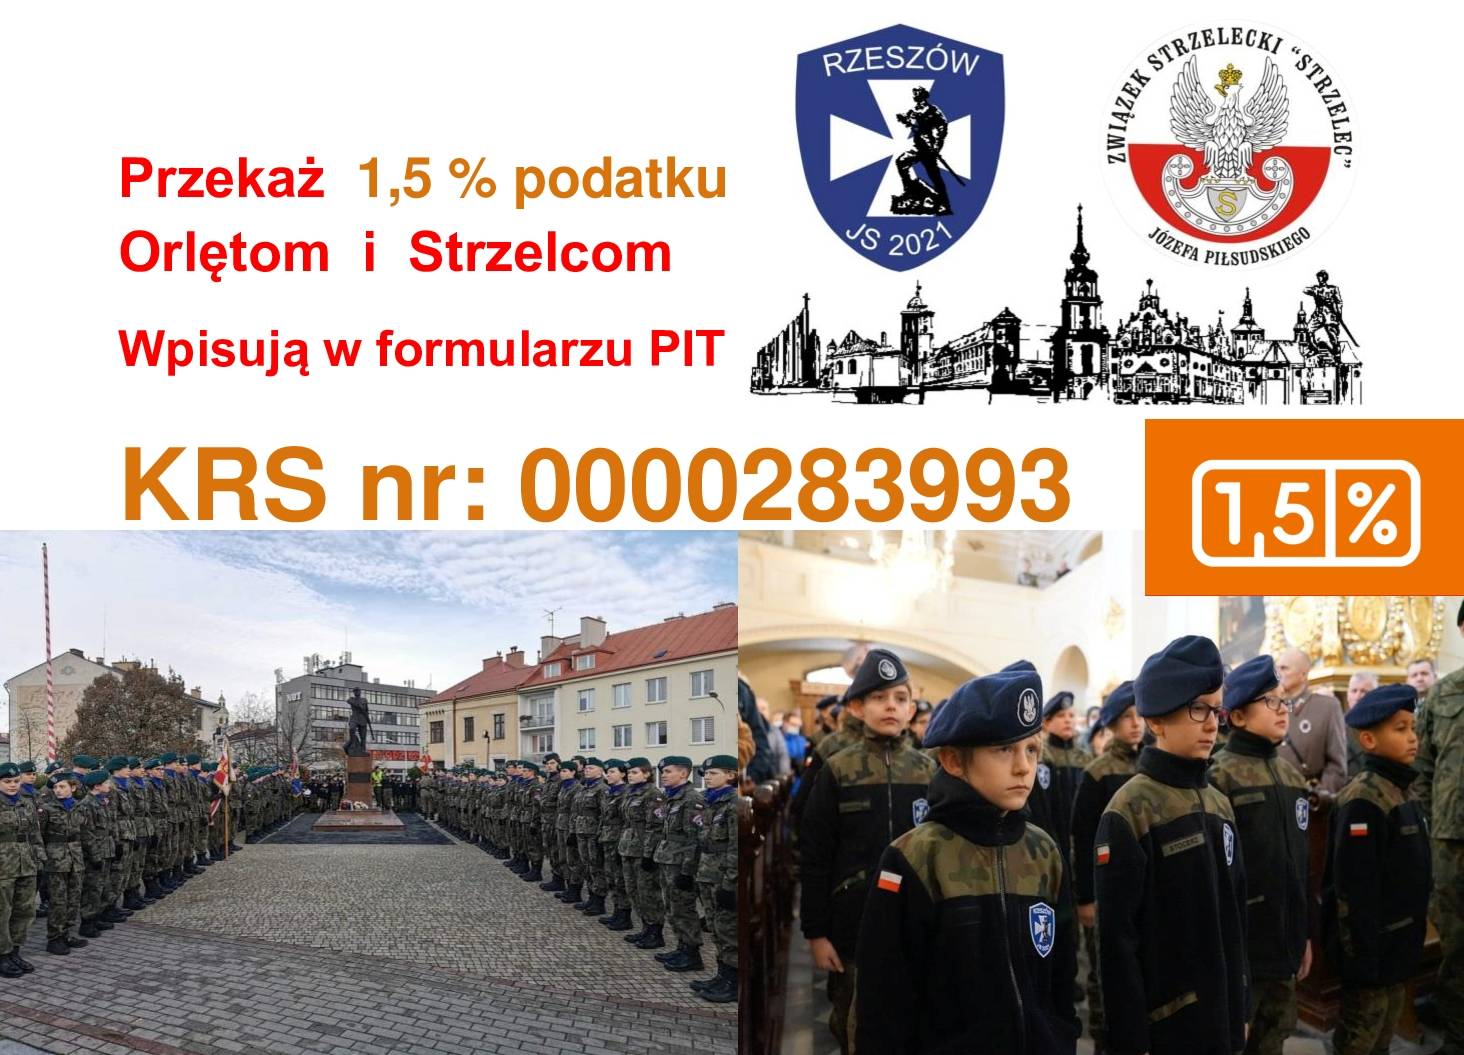 RZESZÓW
JS 2021
ZWIĄZEK STRZELECKI "STRZELEC"
JÓZEFA PIŁSUDSKIEGO
S
Przekaż 1,5 % podatku
Orlętom i Strzelcom
Wpisują w formularzu PIT
KRS nr: 0000283993
1,5 %
RZESZÓW